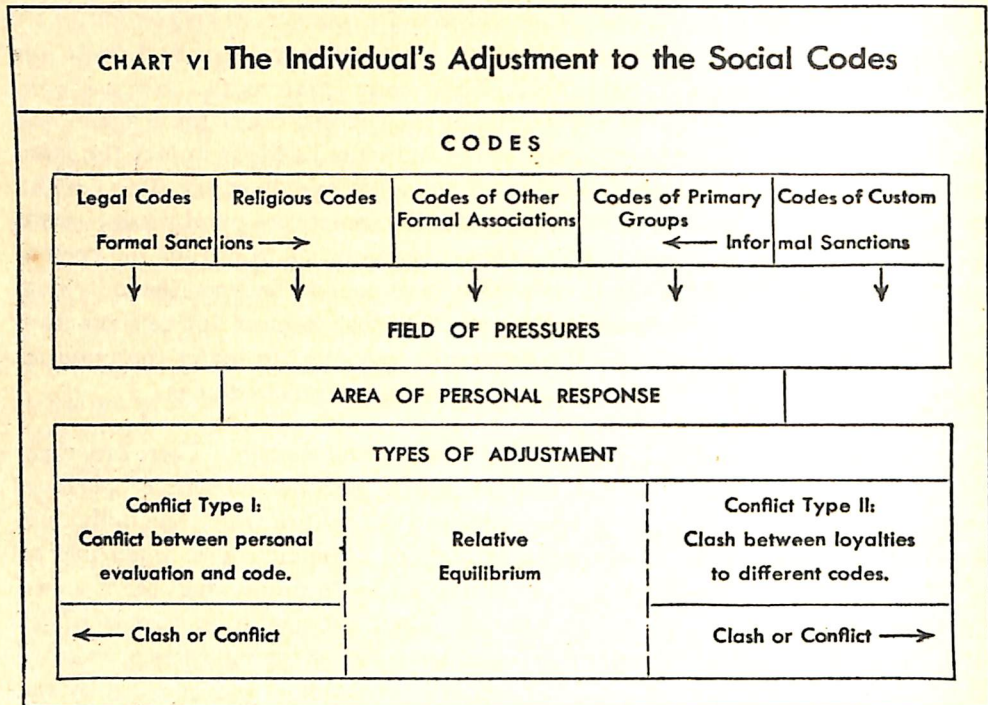 CHART VI The Individual's Adjustment to the Social Codes
CODES
Legal Codes
Religious Codes
Codes of Other
Formal Associations
Codes of Primary
Groups
Codes of Custom
Formal Sanctions →
← Informal Sanctions
FIELD OF PRESSURES
AREA OF PERSONAL RESPONSE
TYPES OF ADJUSTMENT
Conflict Type I:
Conflict between personal
evaluation and code.
Relative
Equilibrium
Conflict Type II:
Clash between loyalties
to different codes.
← Clash or Conflict
Clash or Conflict →